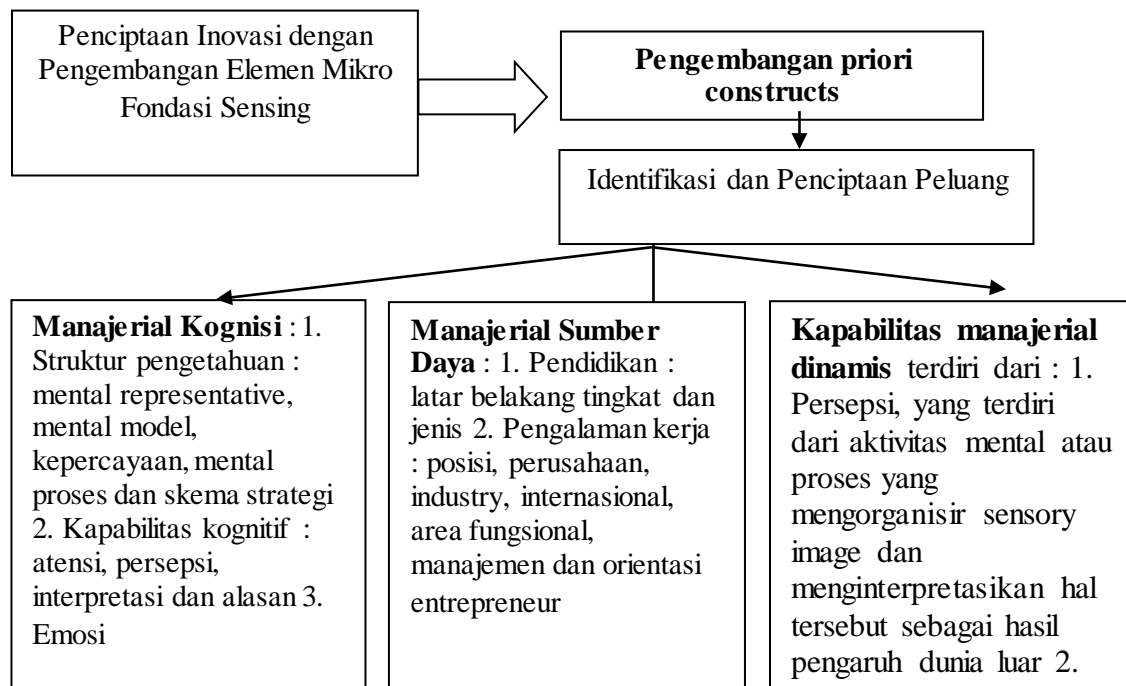 Penciptaan Inovasi dengan
Pengembangan Elemen Mikro
Fondasi Sensing
Pengembangan priori
constructs
Identifikasi dan Penciptaan Peluang
Manajerial Kognisi : 1.
Struktur pengetahuan :
mental representative,
mental model,
kepercayaan, mental
proses dan skema strategi
2. Kapabilitas kognitif :
atensi, persepsi,
interpretasi dan alasan 3.
Emosi
Manajerial Sumber
Daya : 1. Pendidikan :
latar belakang tingkat dan
jenis 2. Pengalaman kerja
: posisi, perusahaan,
industry, internasional,
area fungsional,
manajemen dan orientasi
entrepreneur
Kapabilitas manajerial
dinamis terdiri dari : 1.
Persepsi, yang terdiri
dari aktivitas mental atau
proses yang
mengorganisir sensory
image dan
menginterpretasikan hal
tersebut sebagai hasil
pengaruh dunia luar 2.